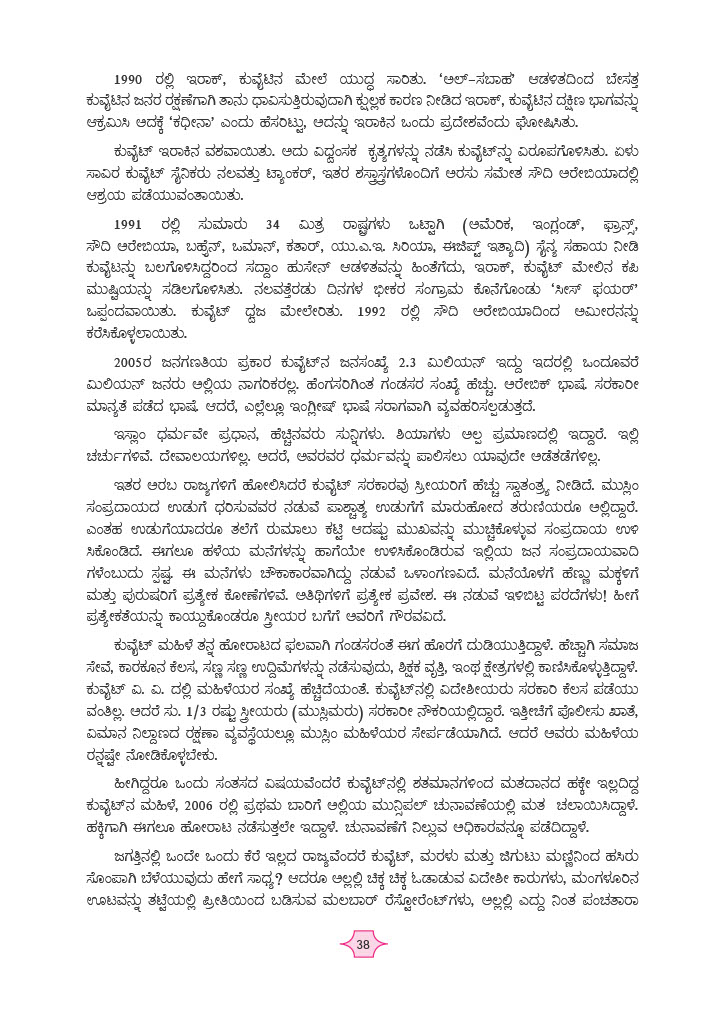 1990 ರಲ್ಲಿ ಇರಾಕ್, ಕುವೈಟಿನ ಮೇಲೆ ಯುದ್ಧ ಸಾರಿತು. ‘ಅಲ್–ಸಬಾಹ’ ಆಡಳಿತದಿಂದ ಬೇಸತ್ತ
ಕುವೈಟಿನ ಜನರ ರಕ್ಷಣೆಗಾಗಿ ತಾನು ಧಾವಿಸುತ್ತಿರುವುದಾಗಿ ಕ್ಷುಲ್ಲಕ ಕಾರಣ ನೀಡಿದ ಇರಾಕ್, ಕುವೈಟಿನ ದಕ್ಷಿಣ ಭಾಗವನ್ನು
ಆಕ್ರಮಿಸಿ ಅದಕ್ಕೆ ‘ಕಧೀನಾ’ ಎಂದು ಹೆಸರಿಟ್ಟು, ಅದನ್ನು ಇರಾಕಿನ ಒಂದು ಪ್ರದೇಶವೆಂದು ಘೋಷಿಸಿತು.
ಕುವೈಟ್ ಇರಾಕಿನ ವಶವಾಯಿತು. ಅದು ವಿಧ್ವಂಸಕ ಕೃತ್ಯಗಳನ್ನು ನಡೆಸಿ ಕುವೈಟ್‌ನ್ನು ವಿರೂಪಗೊಳಿಸಿತು. ಏಳು
ಸಾವಿರ ಕುವೈಟ್ ಸೈನಿಕರು ನಲವತ್ತು ಟ್ಯಾಂಕರ್, ಇತರ ಶಸ್ತ್ರಾಸ್ತ್ರಗಳೊಂದಿಗೆ ಅರಸು ಸಮೇತ ಸೌದಿ ಅರೇಬಿಯಾದಲ್ಲಿ
ಆಶ್ರಯ ಪಡೆಯುವಂತಾಯಿತು.
1991 ರಲ್ಲಿ ಸುಮಾರು 34 ಮಿತ್ರ ರಾಷ್ಟ್ರಗಳು ಒಟ್ಟಾಗಿ (ಅಮೆರಿಕ, ಇಂಗ್ಲಂಡ್, ಫ್ರಾನ್ಸ್,
ಸೌದಿ ಅರೇಬಿಯಾ, ಬಹ್ರೈನ್, ಒಮಾನ್, ಕತಾರ್, ಯು.ಎ.ಇ. ಸಿರಿಯಾ, ಈಜಿಪ್ಟ್ ಇತ್ಯಾದಿ) ಸೈನ್ಯ ಸಹಾಯ ನೀಡಿ
ಕುವೈಟನ್ನು ಬಲಗೊಳಿಸಿದ್ದರಿಂದ ಸದ್ದಾಂ ಹುಸೇನ್ ಆಡಳಿತವನ್ನು ಹಿಂತೆಗೆದು, ಇರಾಕ್, ಕುವೈಟ್ ಮೇಲಿನ ಕಪಿ
ಮುಷ್ಟಿಯನ್ನು ಸಡಿಲಗೊಳಿಸಿತು. ನಲವತ್ತೆರಡು ದಿನಗಳ ಭೀಕರ ಸಂಗ್ರಾಮ ಕೊನೆಗೊಂಡು ‘ಸೀಸ್ ಫಯರ್’
ಒಪ್ಪಂದವಾಯಿತು. ಕುವೈಟ್ ಧ್ವಜ ಮೇಲೇರಿತು. 1992 ರಲ್ಲಿ ಸೌದಿ ಅರೇಬಿಯಾದಿಂದ ಅಮೀರನನ್ನು
ಕರೆಸಿಕೊಳ್ಳಲಾಯಿತು.
2005ರ ಜನಗಣತಿಯ ಪ್ರಕಾರ ಕುವೈಟ್‌ನ ಜನಸಂಖ್ಯೆ 2.3 ಮಿಲಿಯನ್ ಇದ್ದು ಇದರಲ್ಲಿ ಒಂದೂವರೆ
ಮಿಲಿಯನ್ ಜನರು ಅಲ್ಲಿಯ ನಾಗರಿಕರಲ್ಲ. ಹೆಂಗಸರಿಗಿಂತ ಗಂಡಸರ ಸಂಖ್ಯೆ ಹೆಚ್ಚು. ಆರೇಬಿಕ್ ಭಾಷೆ. ಸರಕಾರೀ
ಮಾನ್ಯತೆ ಪಡೆದ ಭಾಷೆ. ಆದರೆ, ಎಲ್ಲೆಲ್ಲೂ ಇಂಗ್ಲೀಷ್ ಭಾಷೆ ಸರಾಗವಾಗಿ ವ್ಯವಹರಿಸಲ್ಪಡುತ್ತದೆ.
ಇಸ್ಲಾಂ ಧರ್ಮವೇ ಪ್ರಧಾನ, ಹೆಚ್ಚಿನವರು ಸುನ್ನಿಗಳು. ಶಿಯಾಗಳು ಅಲ್ಪ ಪ್ರಮಾಣದಲ್ಲಿ ಇದ್ದಾರೆ. ಇಲ್ಲಿ
ಚರ್ಚುಗಳಿವೆ. ದೇವಾಲಯಗಳಿಲ್ಲ. ಅದರೆ, ಅವರವರ ಧರ್ಮವನ್ನು ಪಾಲಿಸಲು ಯಾವುದೇ ಅಡೆತಡೆಗಳಿಲ್ಲ.
ಇತರ ಅರಬ ರಾಜ್ಯಗಳಿಗೆ ಹೋಲಿಸಿದರೆ ಕುವೈಟ್ ಸರಕಾರವು ಸ್ರೀಯರಿಗೆ ಹೆಚ್ಚು ಸ್ವಾತಂತ್ರ್ಯ ನೀಡಿದೆ. ಮುಸ್ಲಿಂ
ಸಂಪ್ರದಾಯದ ಉಡುಗೆ ಧರಿಸುವವರ ನಡುವೆ ಪಾಶ್ಚಾತ್ಯ ಉಡುಗೆಗೆ ಮಾರುಹೋದ ತರುಣಿಯರೂ ಅಲ್ಲಿದ್ದಾರೆ.
ಎಂತಹ ಉಡುಗೆಯಾದರೂ ತಲೆಗೆ ರುಮಾಲು ಕಟ್ಟಿ ಆದಷ್ಟು ಮುಖವನ್ನು ಮುಚ್ಚಿಕೊಳ್ಳುವ ಸಂಪ್ರದಾಯ ಉಳಿ
ಸಿಕೊಂಡಿದೆ. ಈಗಲೂ ಹಳೆಯ ಮನೆಗಳನ್ನು ಹಾಗೆಯೇ ಉಳಿಸಿಕೊಂಡಿರುವ ಇಲ್ಲಿಯ ಜನ ಸಂಪ್ರದಾಯವಾದಿ
ಗಳೆಂಬುದು ಸ್ಪಷ್ಟ. ಈ ಮನೆಗಳು ಚೌಕಾಕಾರವಾಗಿದ್ದು ನಡುವೆ ಒಳಾಂಗಣವಿದೆ. ಮನೆಯೊಳಗೆ ಹೆಣ್ಣು ಮಕ್ಕಳಿಗೆ
ಮತ್ತು ಪುರುಷರಿಗೆ ಪ್ರತ್ಯೇಕ ಕೋಣೆಗಳಿವೆ. ಅತಿಥಿಗಳಿಗೆ ಪ್ರತ್ಯೇಕ ಪ್ರವೇಶ. ಈ ನಡುವೆ ಇಳಿಬಿಟ್ಟ ಪರದೆಗಳು! ಹೀಗೆ
ಪ್ರತ್ಯೇಕತೆಯನ್ನು ಕಾಯ್ದುಕೊಂಡರೂ ಸ್ತ್ರೀಯರ ಬಗೆಗೆ ಅವರಿಗೆ ಗೌರವವಿದೆ.
ಕುವೈಟ್ ಮಹಿಳೆ ತನ್ನ ಹೋರಾಟದ ಫಲವಾಗಿ ಗಂಡಸರಂತೆ ಈಗ ಹೊರಗೆ ದುಡಿಯುತ್ತಿದ್ದಾಳೆ. ಹೆಚ್ಚಾಗಿ ಸಮಾಜ
ಸೇವೆ, ಕಾರಕೂನ ಕೆಲಸ, ಸಣ್ಣ ಸಣ್ಣ ಉದ್ದಿಮೆಗಳನ್ನು ನಡೆಸುವುದು, ಶಿಕ್ಷಕ ವೃತ್ತಿ, ಇಂಥ ಕ್ಷೇತ್ರಗಳಲ್ಲಿ ಕಾಣಿಸಿಕೊಳ್ಳುತ್ತಿದ್ದಾಳೆ.
ಕುವೈಟ್ ವಿ. ವಿ. ದಲ್ಲಿ ಮಹಿಳೆಯರ ಸಂಖ್ಯೆ ಹೆಚ್ಚಿದೆಯಂತೆ. ಕುವೈಟ್‌ನಲ್ಲಿ ವಿದೇಶೀಯರು ಸರಕಾರಿ ಕೆಲಸ ಪಡೆಯು
ವಂತಿಲ್ಲ. ಆದರೆ ಸು. 1/3 ರಷ್ಟು ಸ್ತ್ರೀಯರು (ಮುಸ್ಲಿಮರು) ಸರಕಾರೀ ನೌಕರಿಯಲ್ಲಿದ್ದಾರೆ. ಇತ್ತೀಚೆಗೆ ಪೊಲೀಸು ಖಾತೆ,
ವಿಮಾನ ನಿಲ್ದಾಣದ ರಕ್ಷಣಾ ವ್ಯವಸ್ಥೆಯಲ್ಲೂ ಮುಸ್ಲಿಂ ಮಹಿಳೆಯರ ಸೇರ್ಪಡೆಯಾಗಿದೆ. ಆದರೆ ಅವರು ಮಹಿಳೆಯ
ರನ್ನಷ್ಟೇ ನೋಡಿಕೊಳ್ಳಬೇಕು.
ಹೀಗಿದ್ದರೂ ಒಂದು ಸಂತಸದ ವಿಷಯವೆಂದರೆ ಕುವೈಟ್‌ನಲ್ಲಿ ಶತಮಾನಗಳಿಂದ ಮತದಾನದ ಹಕ್ಕೇ ಇಲ್ಲದಿದ್ದ
ಕುವೈಟ್‌ನ ಮಹಿಳೆ, 2006 ರಲ್ಲಿ ಪ್ರಥಮ ಬಾರಿಗೆ ಅಲ್ಲಿಯ ಮುನ್ಸಿಪಲ್ ಚುನಾವಣೆಯಲ್ಲಿ ಮತ ಚಲಾಯಿಸಿದ್ದಾಳೆ.
ಹಕ್ಕಿಗಾಗಿ ಈಗಲೂ ಹೋರಾಟ ನಡೆಸುತ್ತಲೇ ಇದ್ದಾಳೆ. ಚುನಾವಣೆಗೆ ನಿಲ್ಲುವ ಅಧಿಕಾರವನ್ನೂ ಪಡೆದಿದ್ದಾಳೆ.
ಜಗತ್ತಿನಲ್ಲಿ ಒಂದೇ ಒಂದು ಕೆರೆ ಇಲ್ಲದ ರಾಜ್ಯವೆಂದರೆ ಕುವೈಟ್, ಮರಳು ಮತ್ತು ಜಿಗುಟು ಮಣ್ಣಿನಿಂದ ಹಸಿರು
ಸೊಂಪಾಗಿ ಬೆಳೆಯುವುದು ಹೇಗೆ ಸಾಧ್ಯ? ಆದರೂ ಅಲ್ಲಲ್ಲಿ ಚಿಕ್ಕ ಚಿಕ್ಕ ಓಡಾಡುವ ವಿದೇಶೀ ಕಾರುಗಳು, ಮಂಗಳೂರಿನ
ಊಟವನ್ನು ತಟ್ಟೆಯಲ್ಲಿ ಪ್ರೀತಿಯಿಂದ ಬಡಿಸುವ ಮಲಬಾರ್ ರೆಸ್ಟೋರೆಂಟ್‌ಗಳು, ಅಲ್ಲಲ್ಲಿ ಎದ್ದು ನಿಂತ ಪಂಚತಾರಾ
38